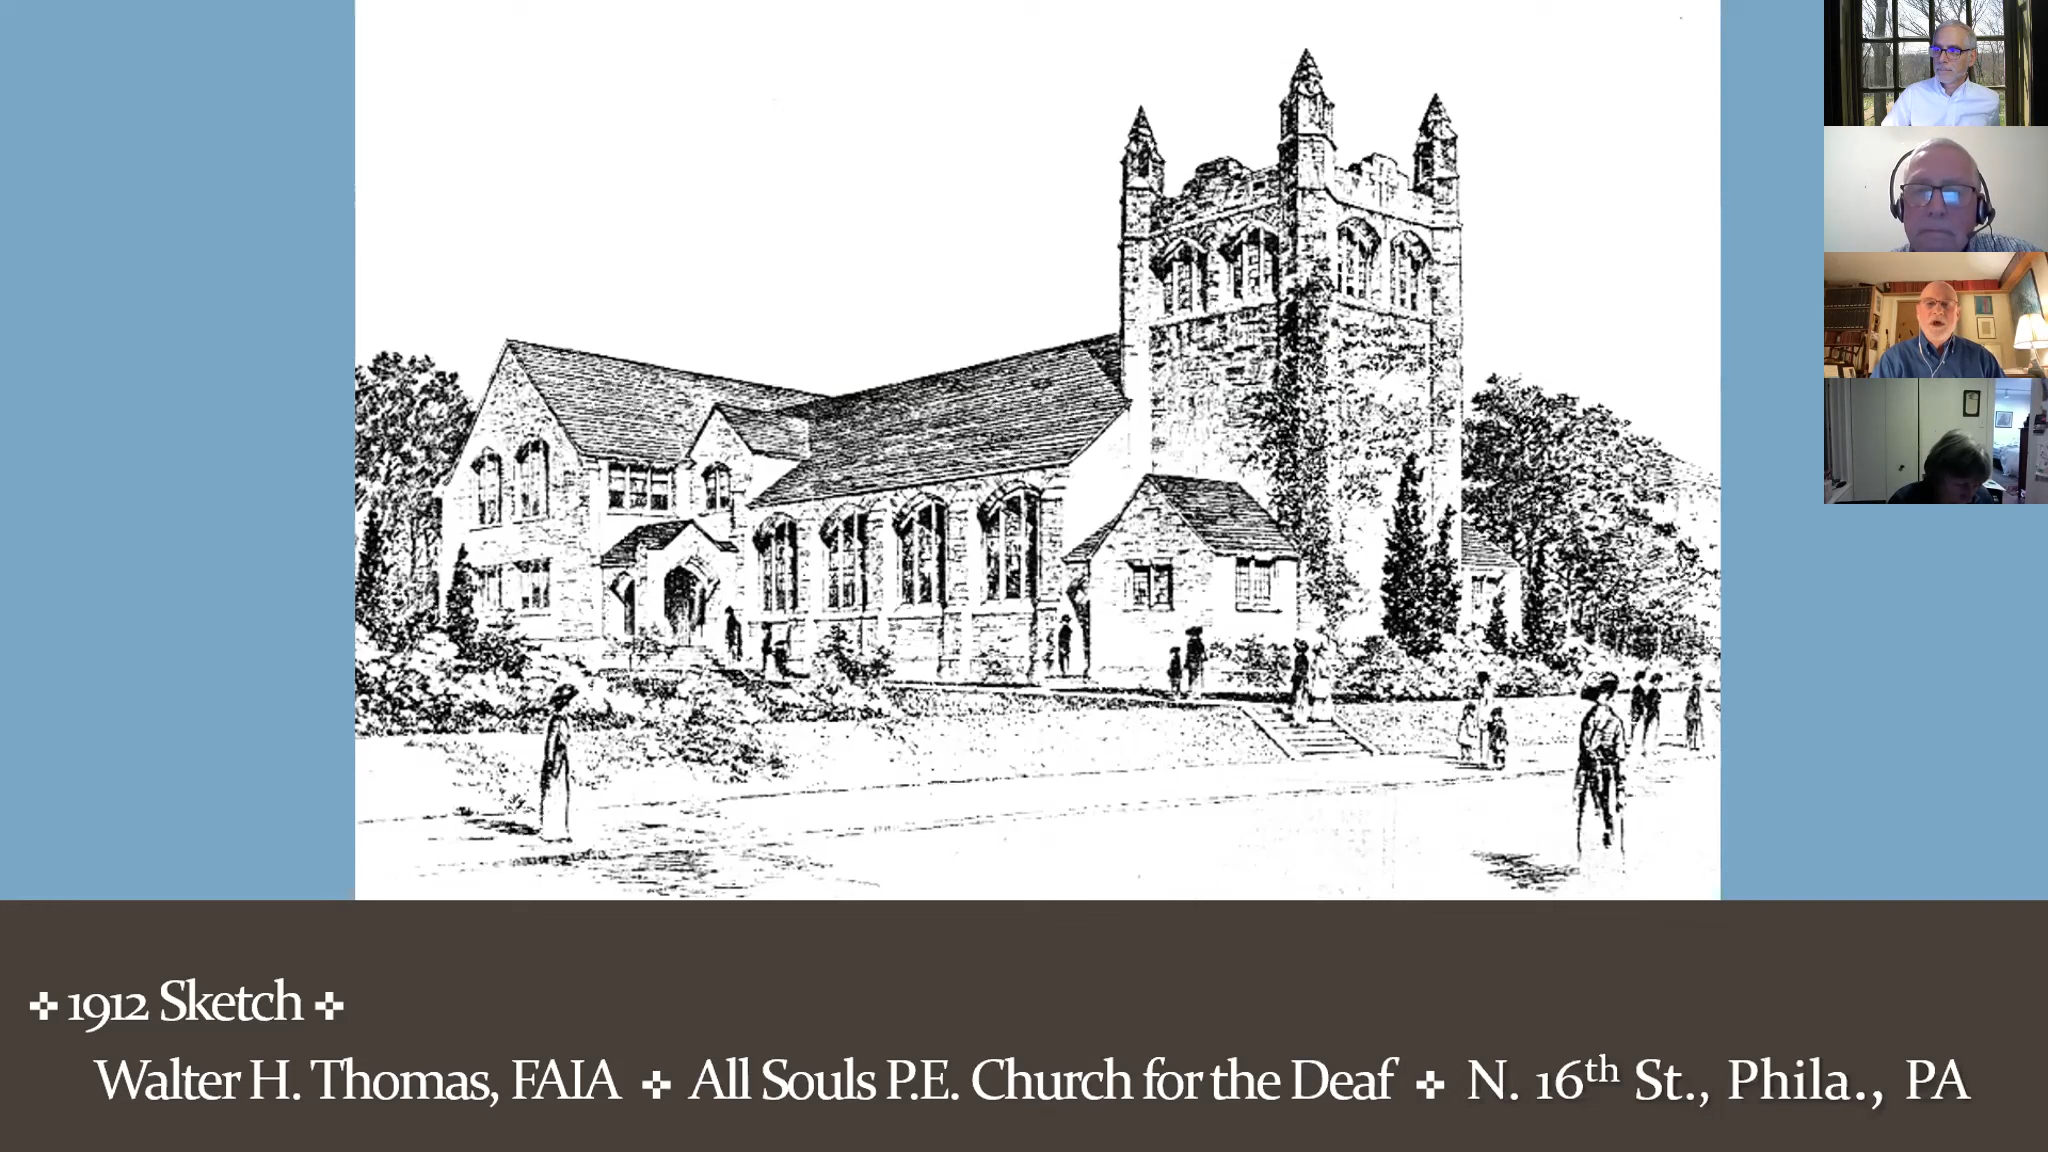 ✣ 1912 Sketch ✣
Walter H. Thomas, FAIA ✣ All Souls P.E. Church for the Deaf ✣ N. 16th St., Phila., PA